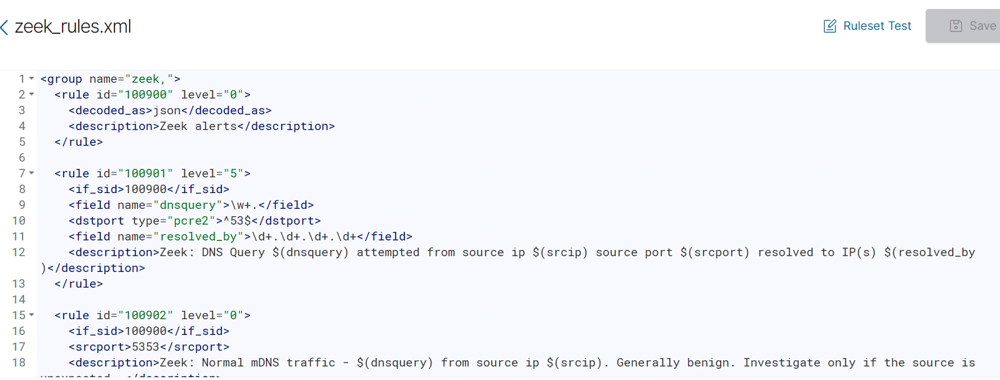 zeek_rules.xml
Ruleset Test
Save
1 <group name="zeek,">
2 <rule id="100900" level="0">
3 <decoded_as>json</decoded_as>
4 <description>Zeek alerts</description>
5 </rule>
6
7 <rule id="100901" level="5">
8 <if_sid>100900</if_sid>
9 <field name="dnsquery">\w+.</field>
10 <dstport type="pcre2">^53$</dstport>
11 <field name="resolved_by">\d+.\d+.\d+.\d+</field>
12 <description>Zeek: DNS Query $(dnsquery) attempted from source ip $(srcip) source port $(srcport) resolved to IP(s) $(resolved_by
)</description>
13 </rule>
14
15 <rule id="100902" level="0">
16 <if_sid>100900</if_sid>
17 <srcport>5353</srcport>
18 <description>Zeek: Normal mDNS traffic - $(dnsquery) from source ip $(srcip). Generally benign. Investigate only if the source is
unexpected. </description>